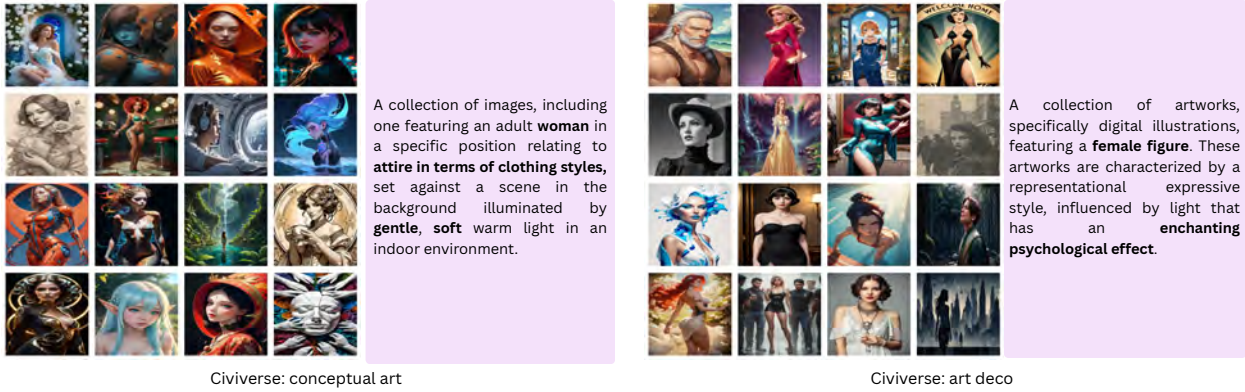 A collection of images, including
one featuring an adult woman in
a specific position relating to
attire in terms of clothing styles,
set against a scene in the
background illuminated by
gentle, soft warm light in an
indoor environment.
Civiverse: conceptual art
WELCOME HOME
A collection of artworks,
specifically digital illustrations,
featuring a female figure. These
artworks are characterized by a
representational expressive
style, influenced by light that
has an enchanting
psychological effect.
Civiverse: art deco